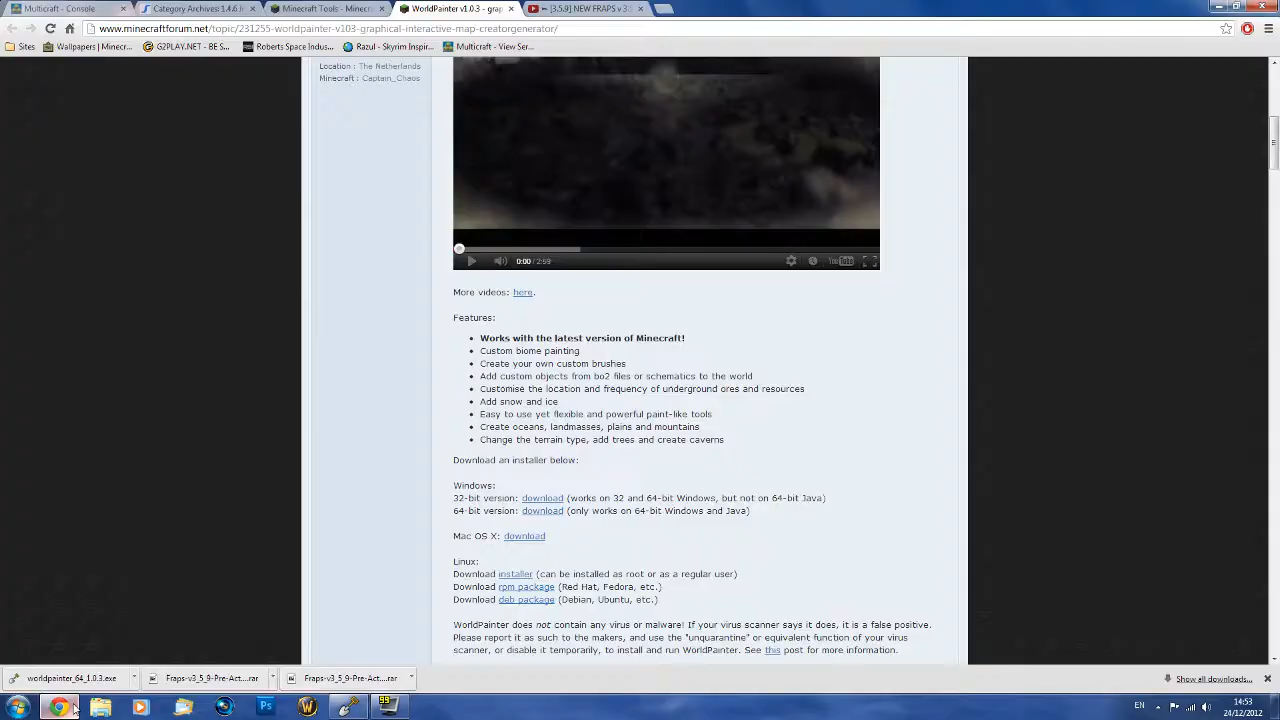 Multicraft - Console
Category Archives: 1.4.6 I
Minecraft Tools - Minecr
WorldPainter v1.0.3 - grap
[3.5.9] NEW FRAPS v 3.5
www.minecraftforum.net/topic/231255-worldpainter-v103-graphical-interactive-map-creatorgenerator/
Sites
Wallpapers | Minecr...
G2PLAY.NET - BE S...
Roberts Space Indus...
Razul - Skyrim Inspi...
Multicraft - View Ser...
Location : The Netherlands
Minecraft : Captain_Chaos
0:00 / 2:59
YouTube
More videos: here.
Features:
Works with the latest version of Minecraft!
Custom biome painting
Create your own custom brushes
Add custom objects from bo2 files or schematics to the world
Customise the location and frequency of underground ores and resources
Add snow and ice
Easy to use yet flexible and powerful paint-like tools
Create oceans, landmasses, plains and mountains
Change the terrain type, add trees and create caverns
Download an installer below:
Windows:
32-bit version: download (works on 32 and 64-bit Windows, but not on 64-bit Java)
64-bit version: download (only works on 64-bit Windows and Java)
Mac OS X: download
Linux:
Download installer (can be installed as root or as a regular user)
Download rpm package (Red Hat, Fedora, etc.)
Download deb package (Debian, Ubuntu, etc.)
WorldPainter does not contain any virus or malware! If your virus scanner says it does, it is a false positive.
Please report it as such to the makers, and use the "unquarantine" or equivalent function of your virus
scanner, or disable it temporarily, to install and run WorldPainter. See this post for more information.
worldpainter_64_1.0.3.exe
Fraps-v3_5_9-Pre-Act....rar
Fraps-v3_5_9-Pre-Act....rar
Show all downloads...
Ps
W
99
EN
14:53
24/12/2012